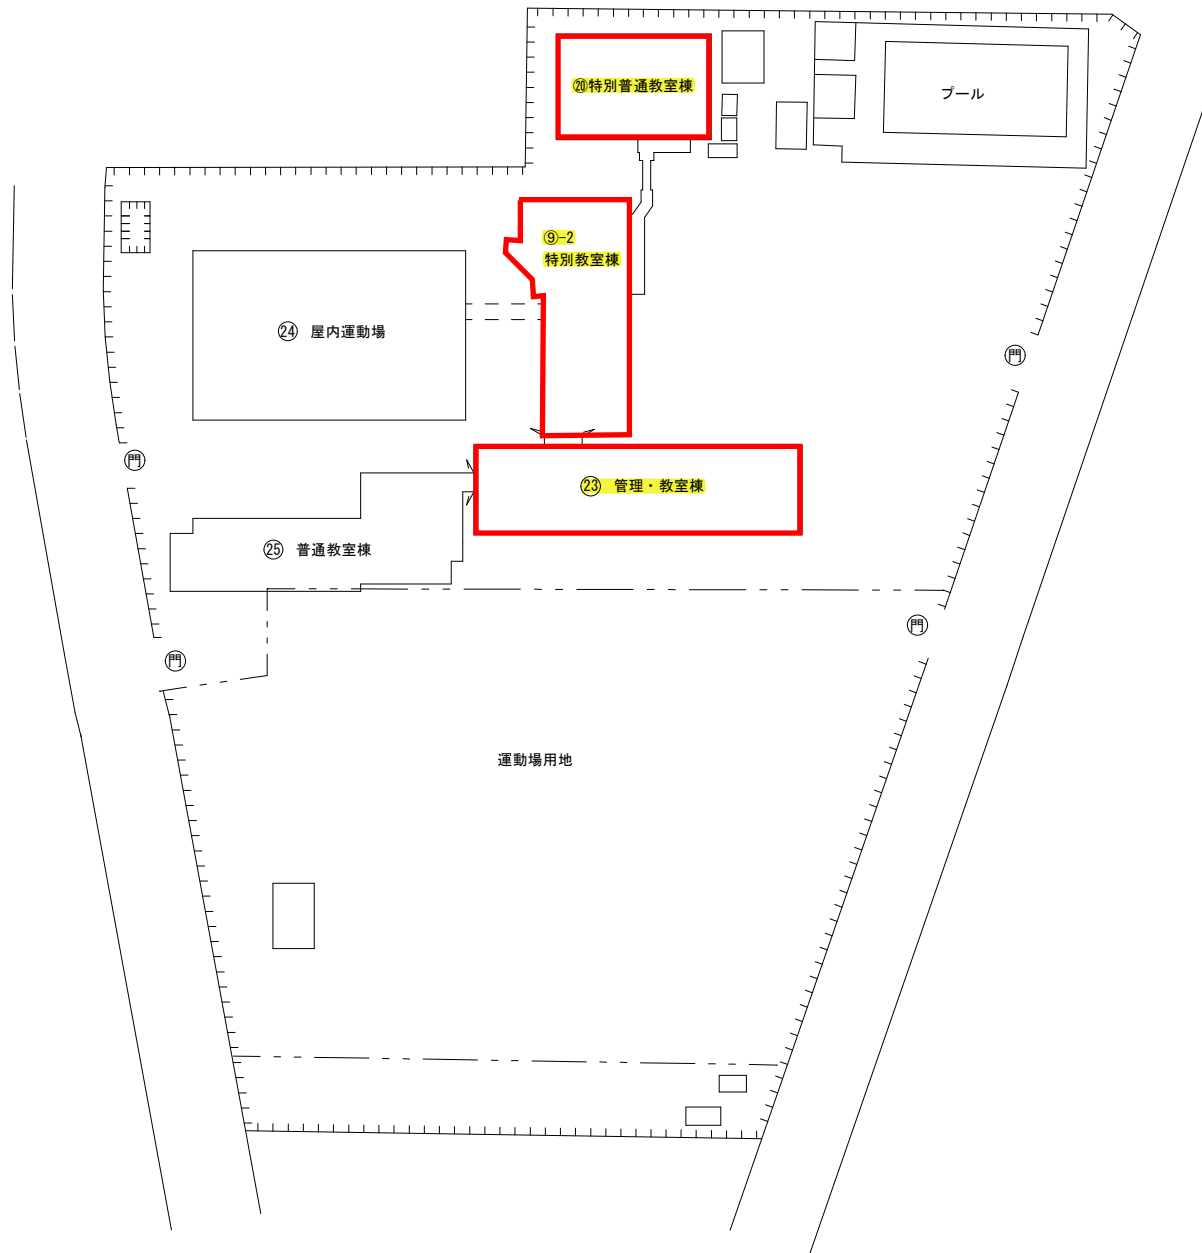 ⑳特別普通教室棟
プール
⑨-2
特別教室棟
㉔ 屋内運動場
門
門
㉓ 管理・教室棟
㉕ 普通教室棟
門
門
運動場用地